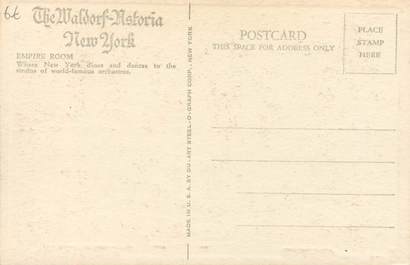 66
The Waldorf-Astoria
New York
EMPIRE ROOM
Where New York dines and dances to the
strains of world-famous orchestras.
MADE IN U. S. A. BY DU-ART STEEL-O-GRAPH CORP., NEW YORK
POSTCARD
THIS SPACE FOR ADDRESS ONLY
PLACE
STAMP
HERE